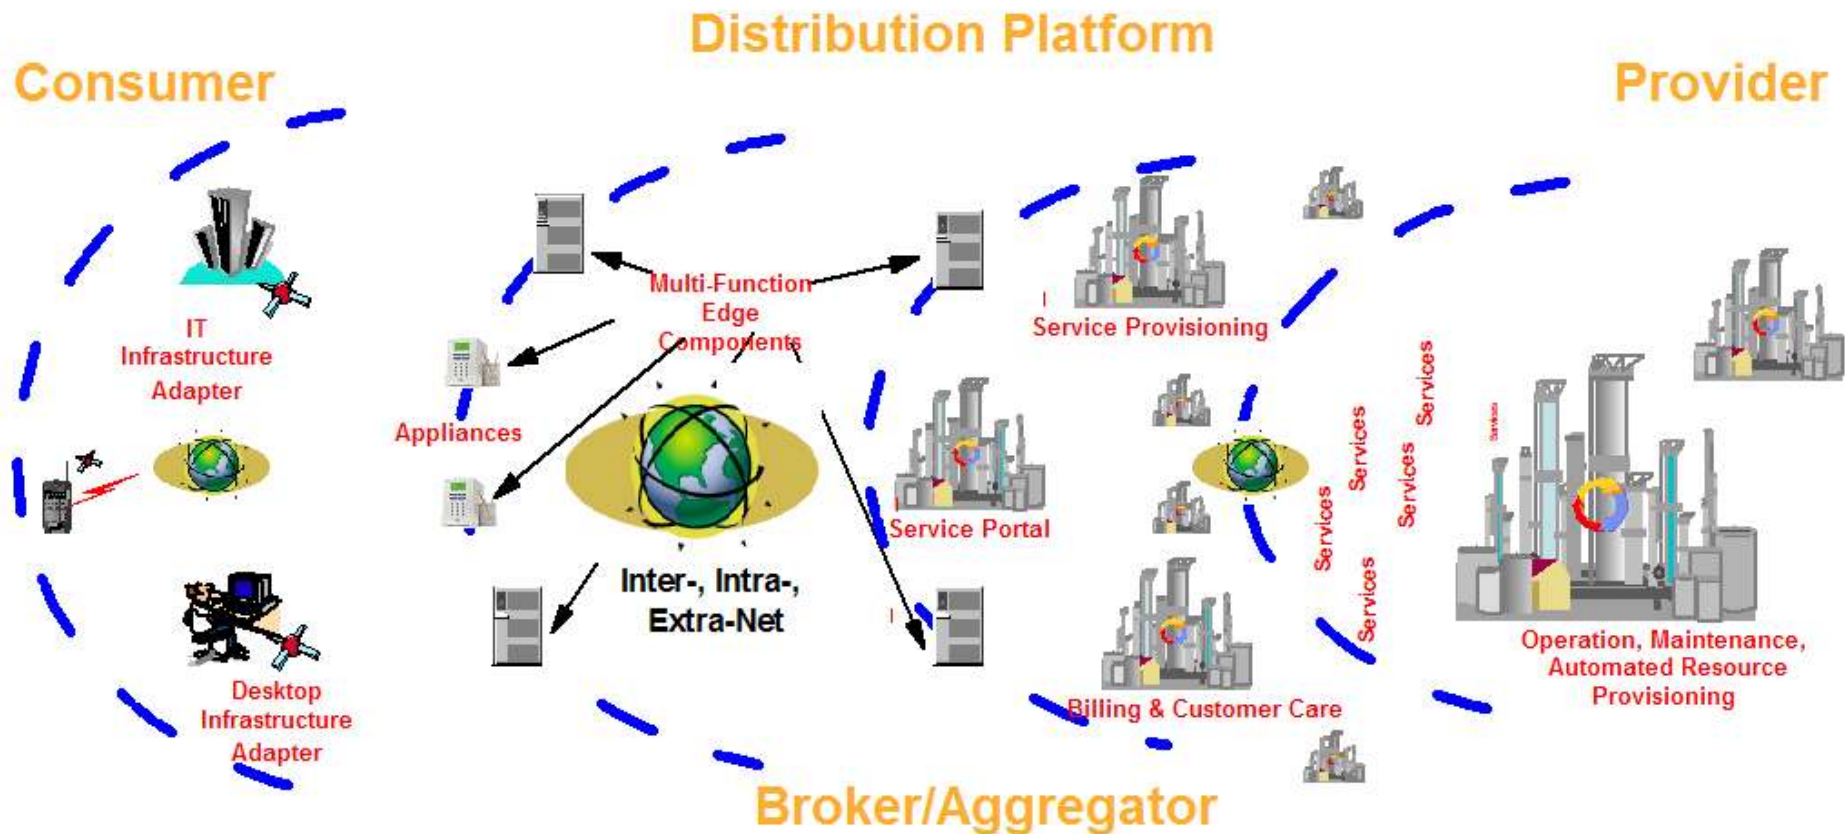 Distribution Platform
Consumer
Provider
IT
Infrastructure
Adapter
Desktop
Infrastructure
Adapter
Multi-Function
Edge
Components
Appliances
Inter-, Intra-,
Extra-Net
Service Provisioning
Service Portal
Billing & Customer Care
Services
Services
Services
Services
Services
Services
Operation, Maintenance,
Automated Resource
Provisioning
Broker/Aggregator